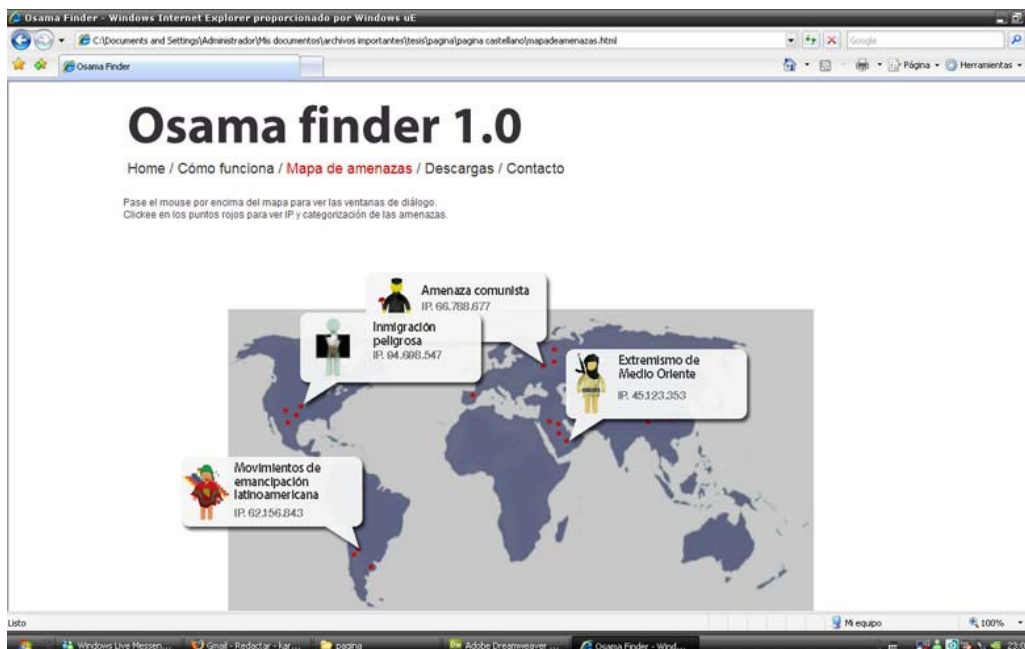 Osama Finder - Windows Internet Explorer proporcionado por Windows uE
C:\Documents and Settings\Administrador\Mis documentos\archivos importantes\tesis\pagina\pagina castellano\mapadeamenazas.html
Google
Osama Finder
Página
Herramientas
Osama finder 1.0
Home / Cómo funciona / Mapa de amenazas / Descargas / Contacto
Pase el mouse por encima del mapa para ver las ventanas de diálogo.
Clickee en los puntos rojos para ver IP y categorización de las amenazas.
Amenaza comunista
IP. 66.788.677
Inmigración
peligrosa
IP. 94.698.547
Extremismo de
Medio Oriente
IP. 45.123.353
Movimientos de
emancipación
latinoamericana
IP. 62.156.843
Listo
Mi equipo
100%
Windows Live Messen...
Gmail - Redactar - kar...
pagina
Adobe Dreamweaver ...
Osama Finder - Wind...